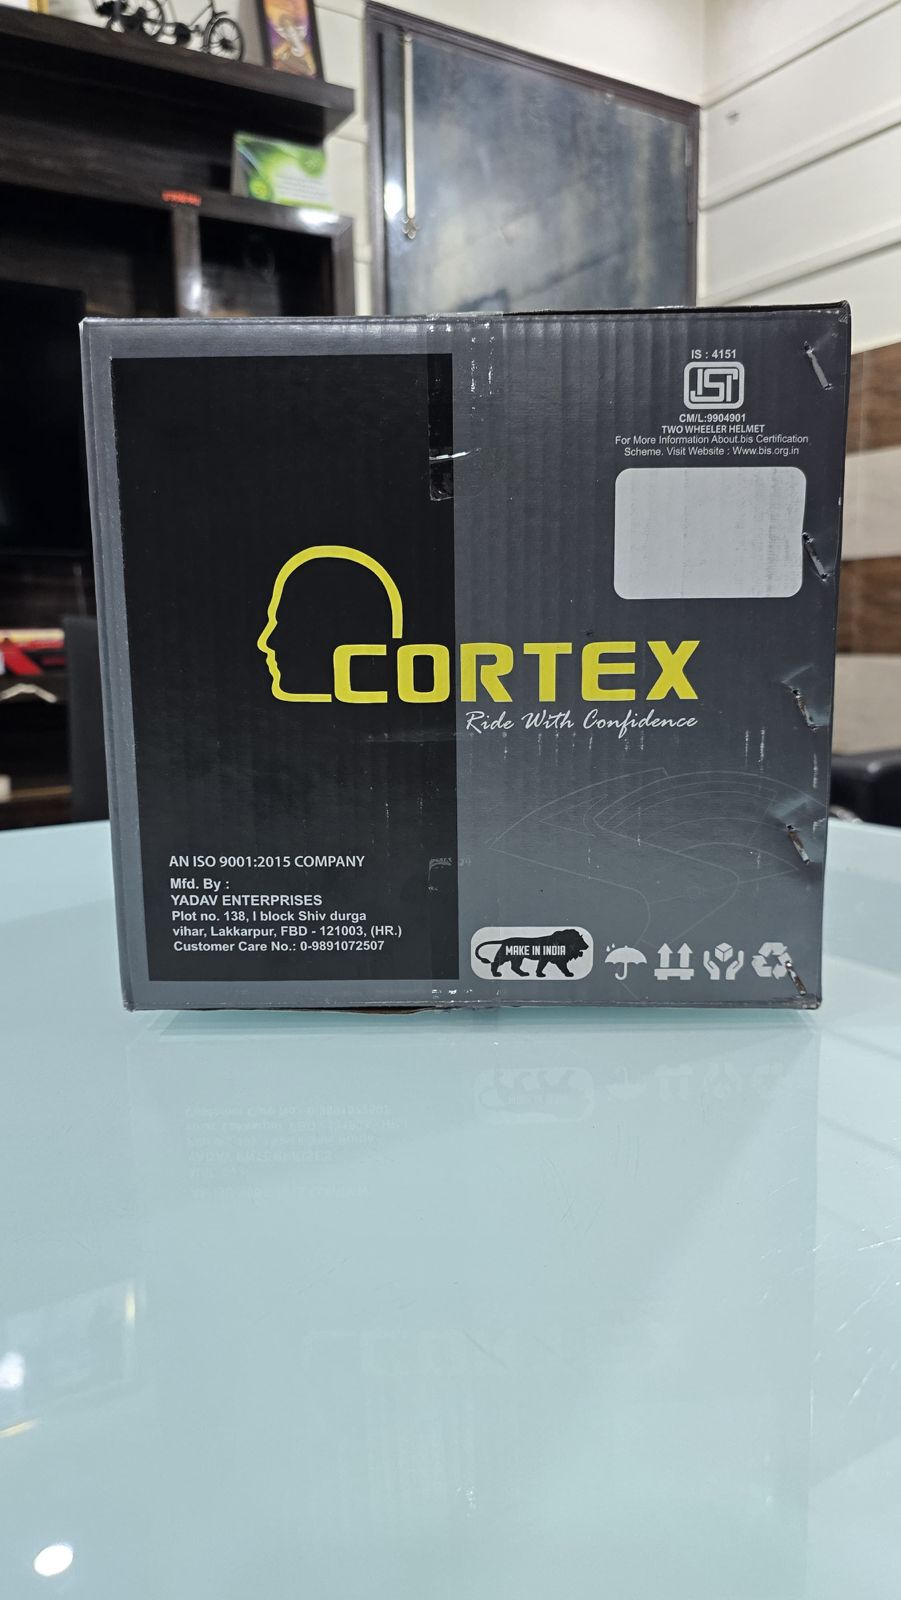 IS : 4151
ISI
CM/L:9904901
TWO WHEELER HELMET
For More Information About.bis Certification
Scheme. Visit Website : Www.bis.org.in
CORTEX
Ride With Confidence
AN ISO 9001:2015 COMPANY
Mfd. By :
YADAV ENTERPRISES
Plot no. 138, I block Shiv durga
vihar, Lakkarpur, FBD - 121003, (HR.)
Customer Care No.: 0-9891072507
MAKE IN INDIA